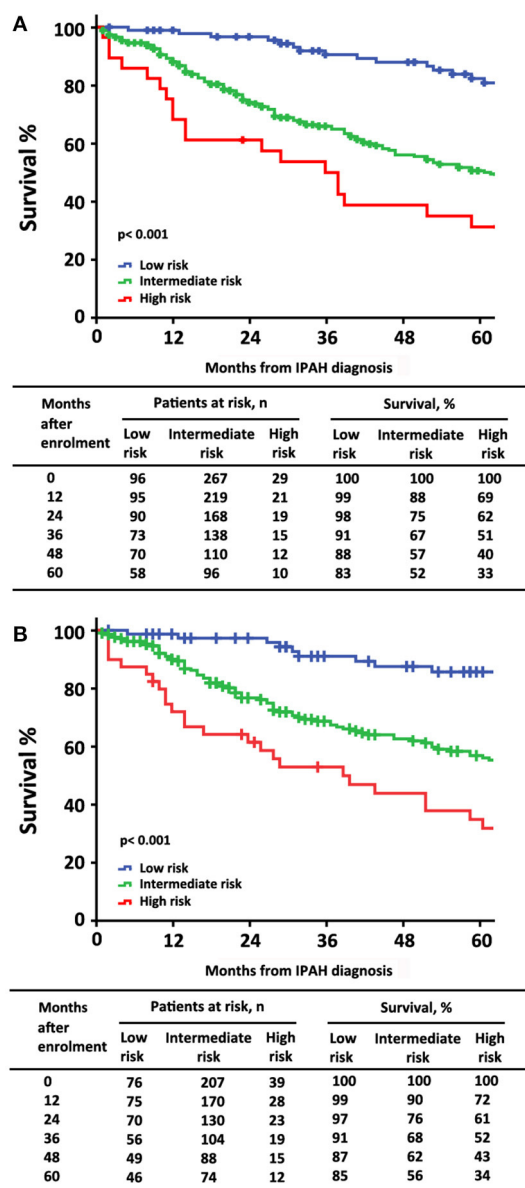 A
100
80
60
40
20
0
Survival %
p< 0.001
Low risk
Intermediate risk
High risk
0 12 24 36 48 60
Months from IPAH diagnosis
Months after enrolment Patients at risk, n Survival, %
Low risk Intermediate risk High risk Low risk Intermediate risk High risk
0 96 267 29 100 100 100
12 95 219 21 99 88 69
24 90 168 19 98 75 62
36 73 138 15 91 67 51
48 70 110 12 88 57 40
60 58 96 10 83 52 33
B
100
80
60
40
20
0
Survival %
p< 0.001
Low risk
Intermediate risk
High risk
0 12 24 36 48 60
Months from IPAH diagnosis
Months after enrolment Patients at risk, n Survival, %
Low risk Intermediate risk High risk Low risk Intermediate risk High risk
0 76 207 39 100 100 100
12 75 170 28 99 90 72
24 70 130 23 97 76 61
36 56 104 19 91 68 52
48 49 88 15 87 62 43
60 46 74 12 85 56 34